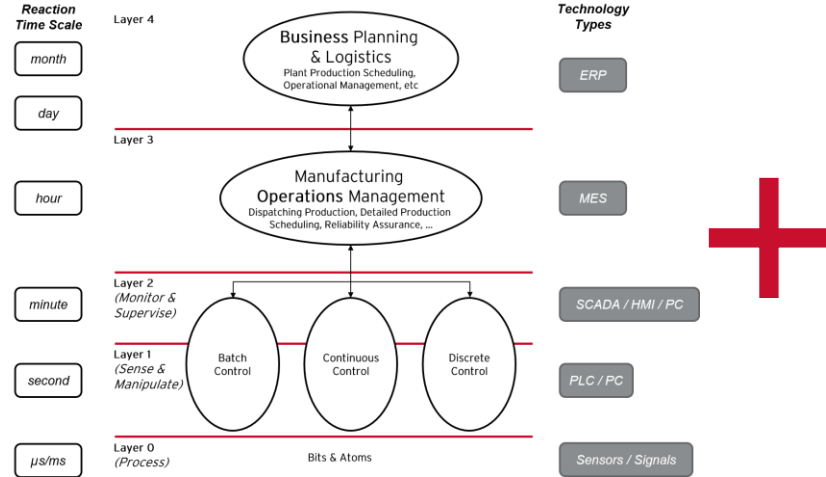 Reaction
Time Scale
Layer 4
Technology
Types
Business Planning
& Logistics
Plant Production Scheduling,
Operational Management, etc
month
ERP
day
Layer 3
Manufacturing
Operations Management
Dispatching Production, Detailed Production
Scheduling, Reliability Assurance, ...
hour
MES
Layer 2
(Monitor &
Supervise)
minute
SCADA / HMI / PC
Layer 1
(Sense &
Manipulate)
Batch
Control
Continuous
Control
Discrete
Control
second
PLC / PC
Layer 0
(Process)
Bits & Atoms
µs/ms
Sensors / Signals